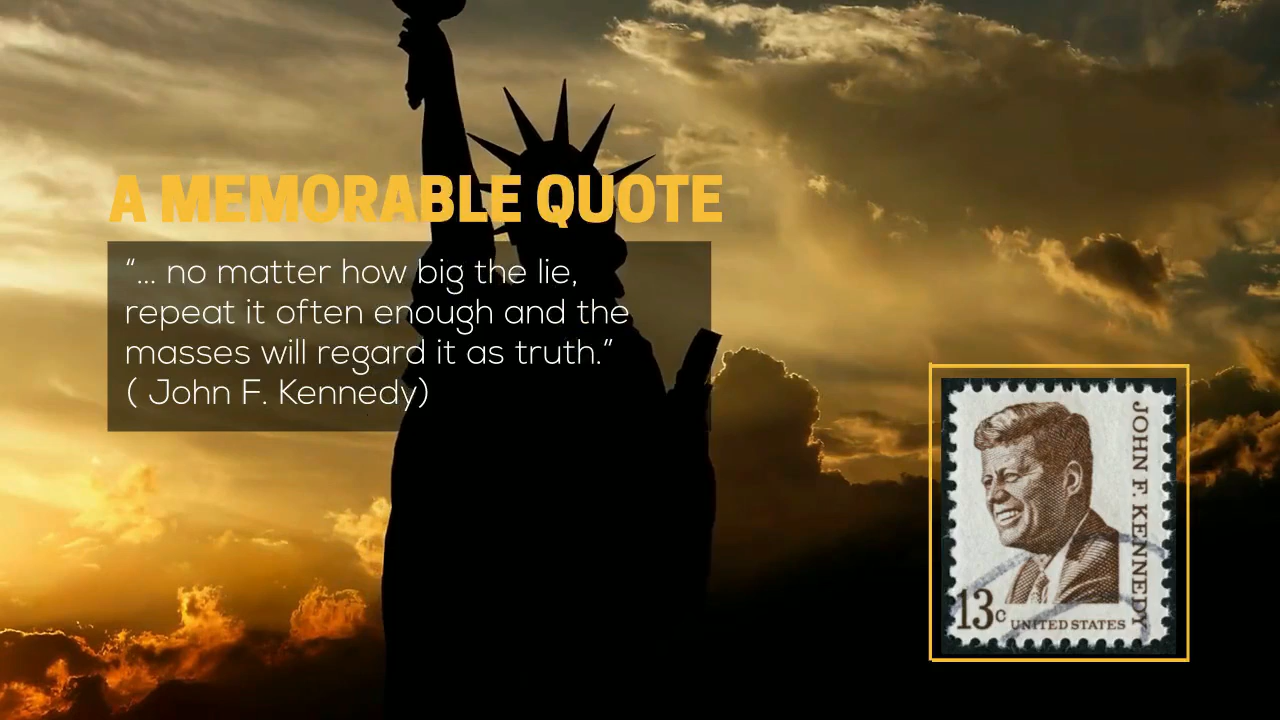 A MEMORABLE QUOTE
“... no matter how big the lie,
repeat it often enough and the
masses will regard it as truth.”
( John F. Kennedy)
JOHN F. KENNEDY
13c UNITED STATES